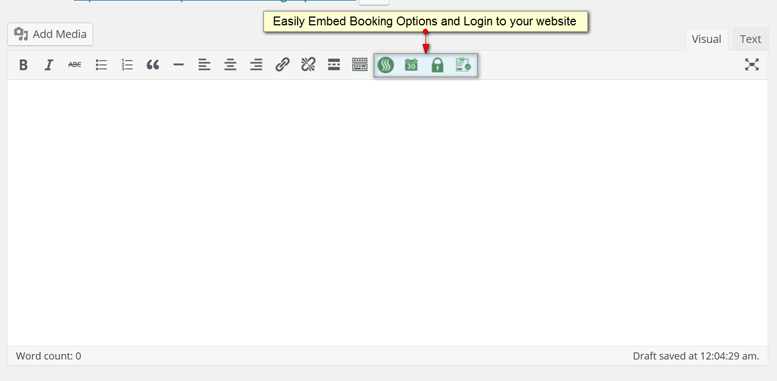 Easily Embed Booking Options and Login to your website
Add Media
Visual
Text
B I ABC
30
Word count: 0
Draft saved at 12:04:29 am.